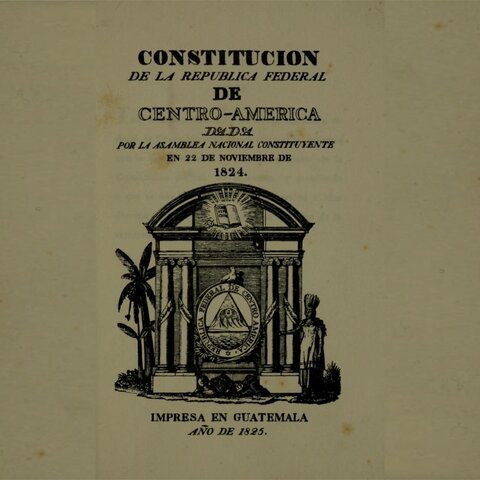 CONSTITUCION
DE LA REPUBLICA FEDERAL
DE
CENTRO-AMERICA
DADA
POR LA ASAMBLEA NACIONAL CONSTITUYENTE
EN 22 DE NOVIEMBRE DE
1824.
REPUBLICA FEDERAL DE CENTRO AMERICA
IMPRESA EN GUATEMALA
AÑO DE 1825.